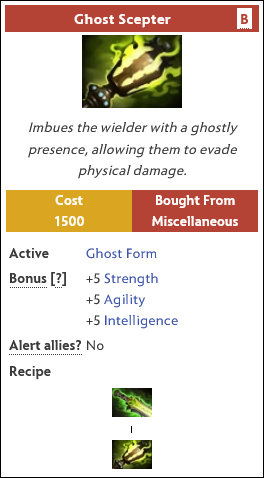 Ghost Scepter B
Imbues the wielder with a ghostly
presence, allowing them to evade
physical damage.
Cost Bought From
1500 Miscellaneous
Active Ghost Form
Bonus [?] +5 Strength
+5 Agility
+5 Intelligence
Alert allies? No
Recipe